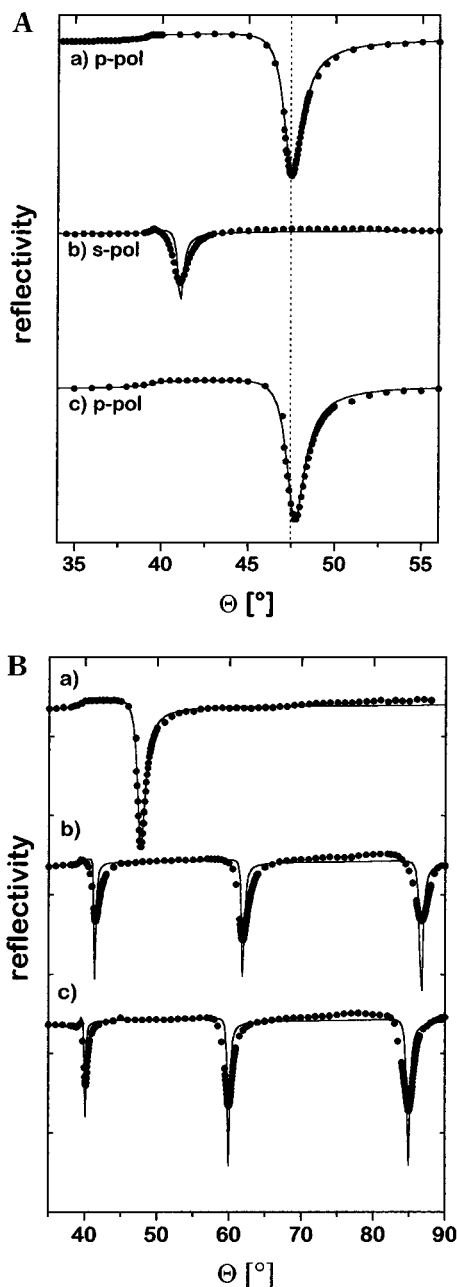 A
a) p-pol
b) s-pol
c) p-pol
reflectivity
35 40 45 50 55
Θ [°]
B
a)
b)
c)
reflectivity
40 50 60 70 80 90
Θ [°]